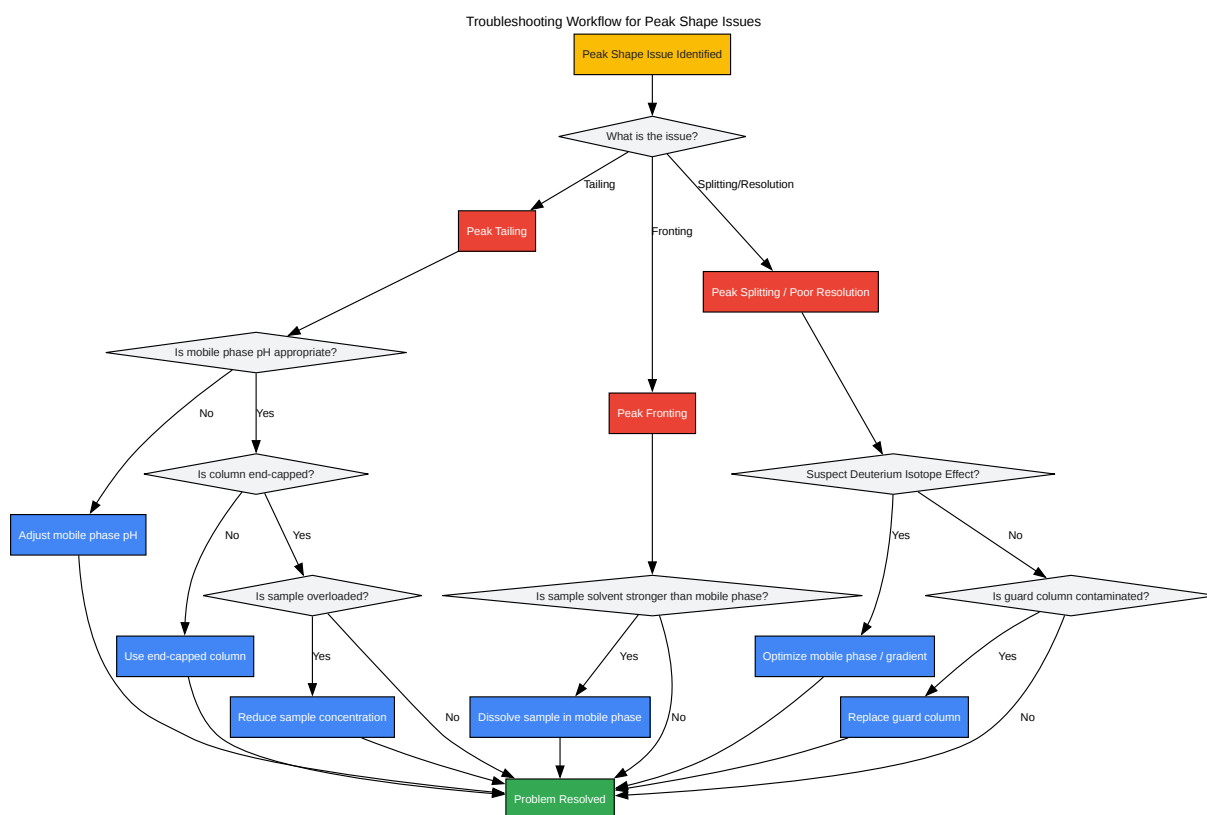 Troubleshooting Workflow for Peak Shape Issues
Peak Shape Issue Identified
What is the issue?
Tailing
Splitting/Resolution
Peak Tailing
Fronting
Peak Splitting / Poor Resolution
Is mobile phase pH appropriate?
No
Yes
Peak Fronting
Is column end-capped?
Suspect Deuterium Isotope Effect?
Adjust mobile phase pH
No
Yes
Yes
No
Is sample overloaded?
Is sample solvent stronger than mobile phase?
Is guard column contaminated?
Use end-capped column
Yes
Yes
Optimize mobile phase / gradient
Yes
Reduce sample concentration
No
Dissolve sample in mobile phase
No
Replace guard column
No
Problem Resolved